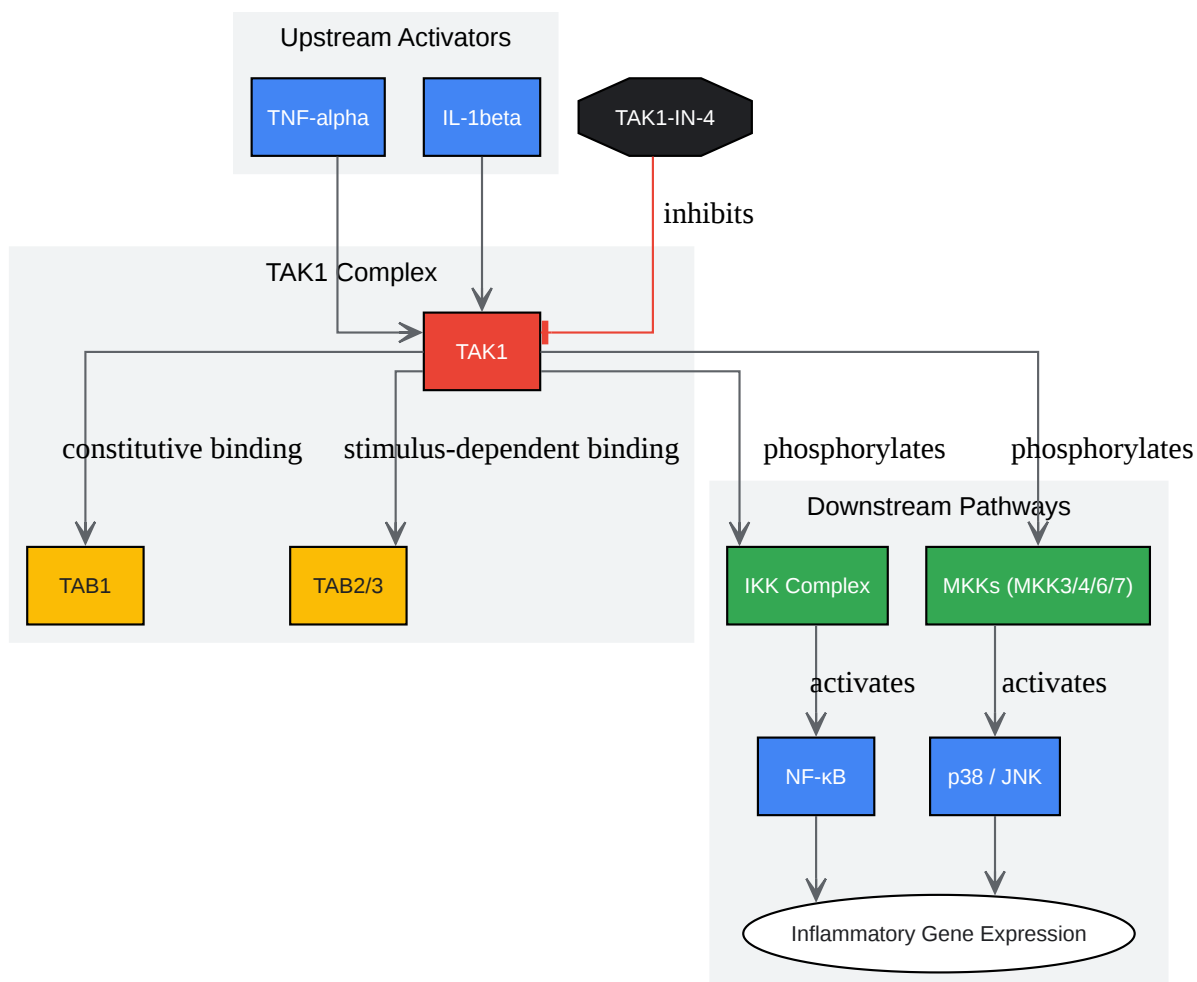 Upstream Activators
TNF-alpha
IL-1beta
TAK1-IN-4
inhibits
TAK1 Complex
TAK1
constitutive binding
stimulus-dependent binding
phosphorylates
phosphorylates
Downstream Pathways
TAB1
TAB2/3
IKK Complex
MKKs (MKK3/4/6/7)
activates
activates
NF-κB
p38 / JNK
Inflammatory Gene Expression